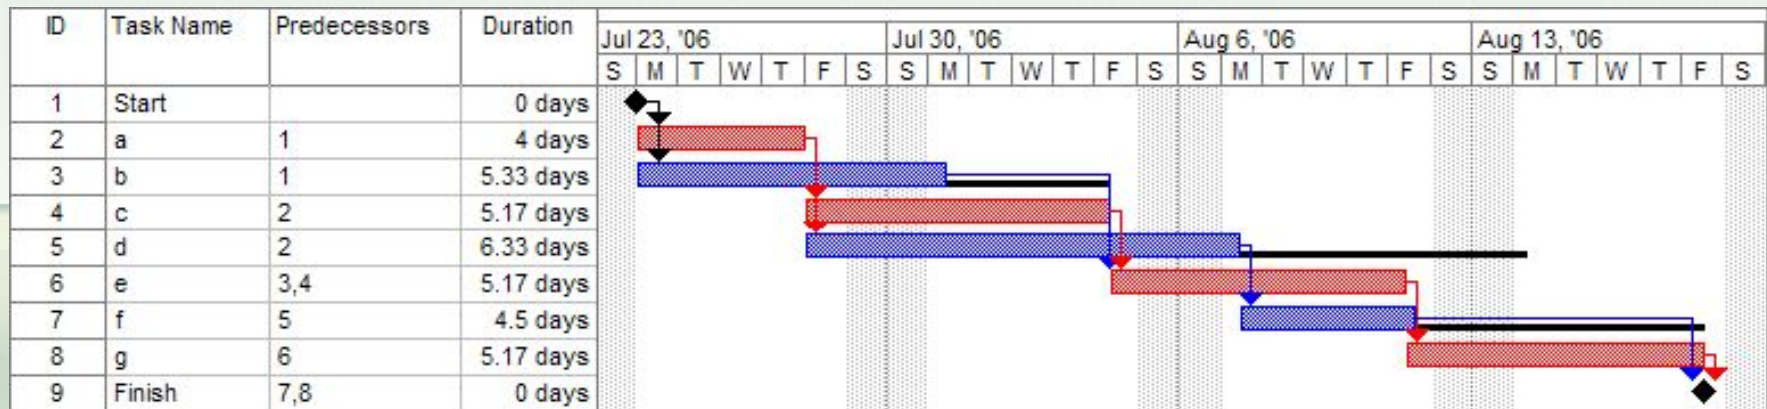 ID Task Name Predecessors Duration
Jul 23, '06 Jul 30, '06 Aug 6, '06 Aug 13, '06
S M T W T F S S M T W T F S S M T W T F S S M T W T F S
1 Start 0 days
2 a 1 4 days
3 b 1 5.33 days
4 c 2 5.17 days
5 d 2 6.33 days
6 e 3,4 5.17 days
7 f 5 4.5 days
8 g 6 5.17 days
9 Finish 7,8 0 days